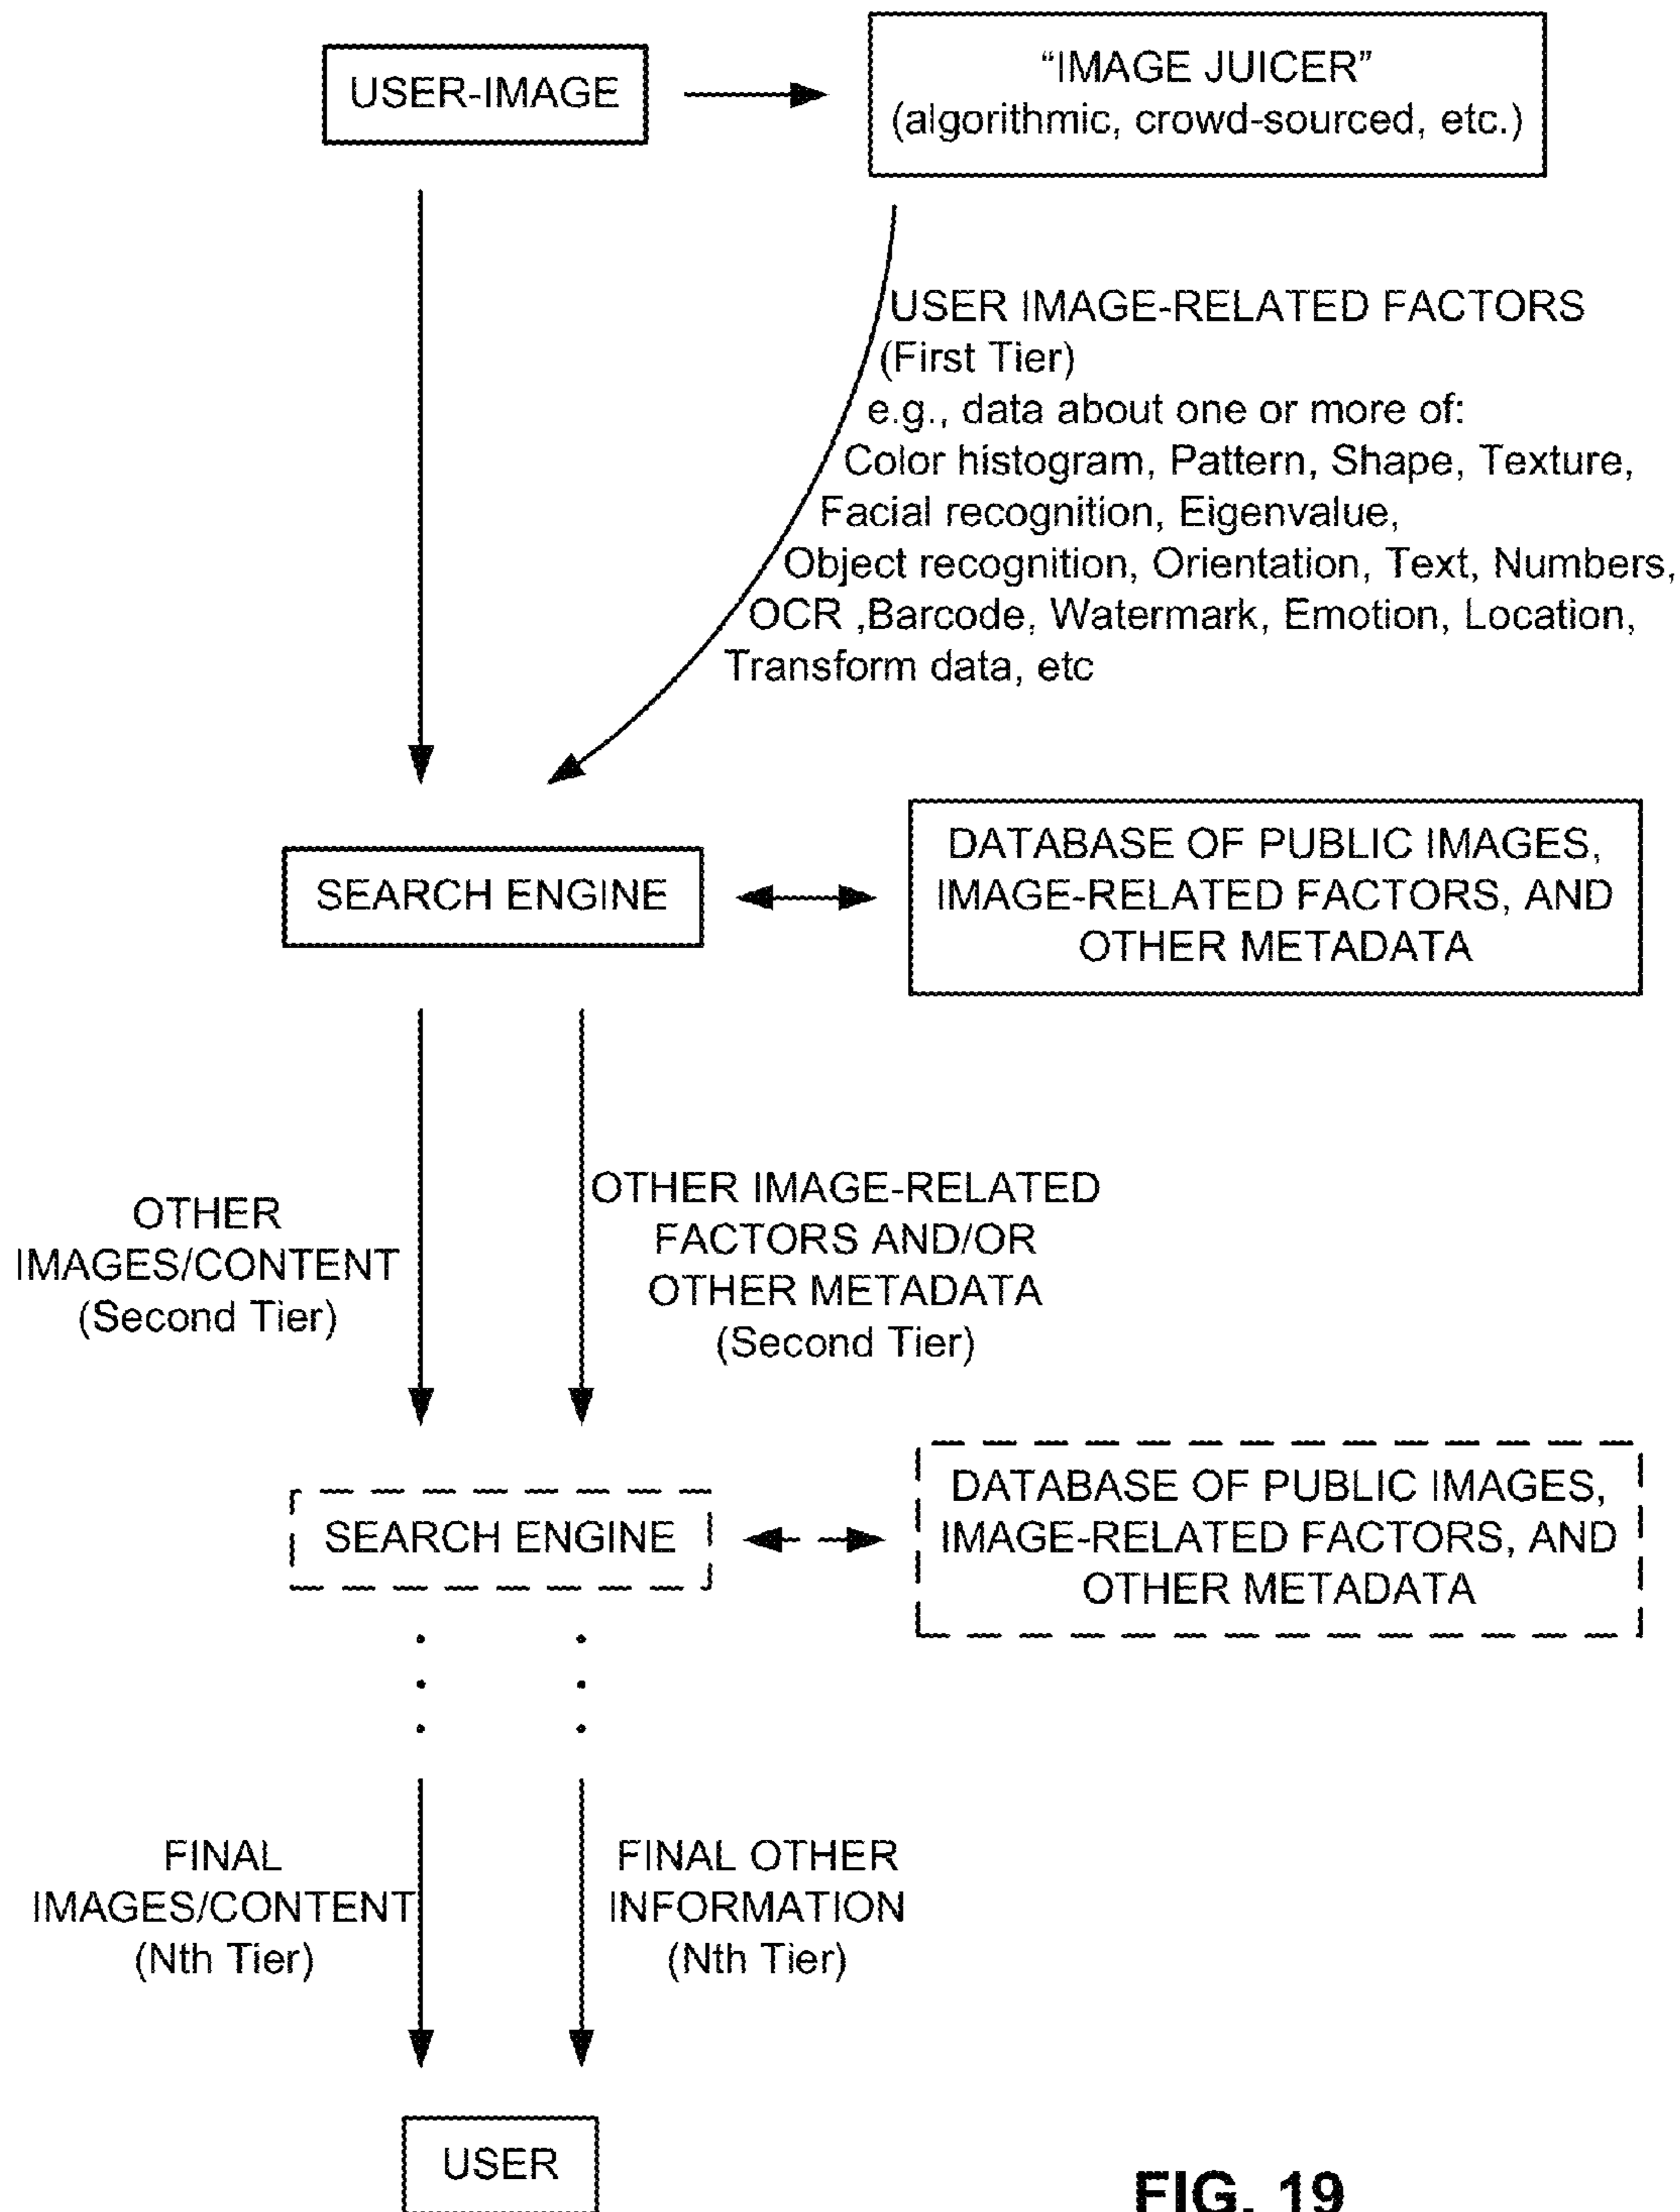 USER-IMAGE
“IMAGE JUICER”
(algorithmic, crowd-sourced, etc.)
USER IMAGE-RELATED FACTORS
(First Tier)
e.g., data about one or more of:
Color histogram, Pattern, Shape, Texture,
Facial recognition, Eigenvalue,
Object recognition, Orientation, Text, Numbers,
OCR ,Barcode, Watermark, Emotion, Location,
Transform data, etc
SEARCH ENGINE
DATABASE OF PUBLIC IMAGES,
IMAGE-RELATED FACTORS, AND
OTHER METADATA
OTHER
IMAGES/CONTENT
(Second Tier)
OTHER IMAGE-RELATED
FACTORS AND/OR
OTHER METADATA
(Second Tier)
SEARCH ENGINE
DATABASE OF PUBLIC IMAGES,
IMAGE-RELATED FACTORS, AND
OTHER METADATA
FINAL
IMAGES/CONTENT
(Nth Tier)
FINAL OTHER
INFORMATION
(Nth Tier)
USER
FIG. 19